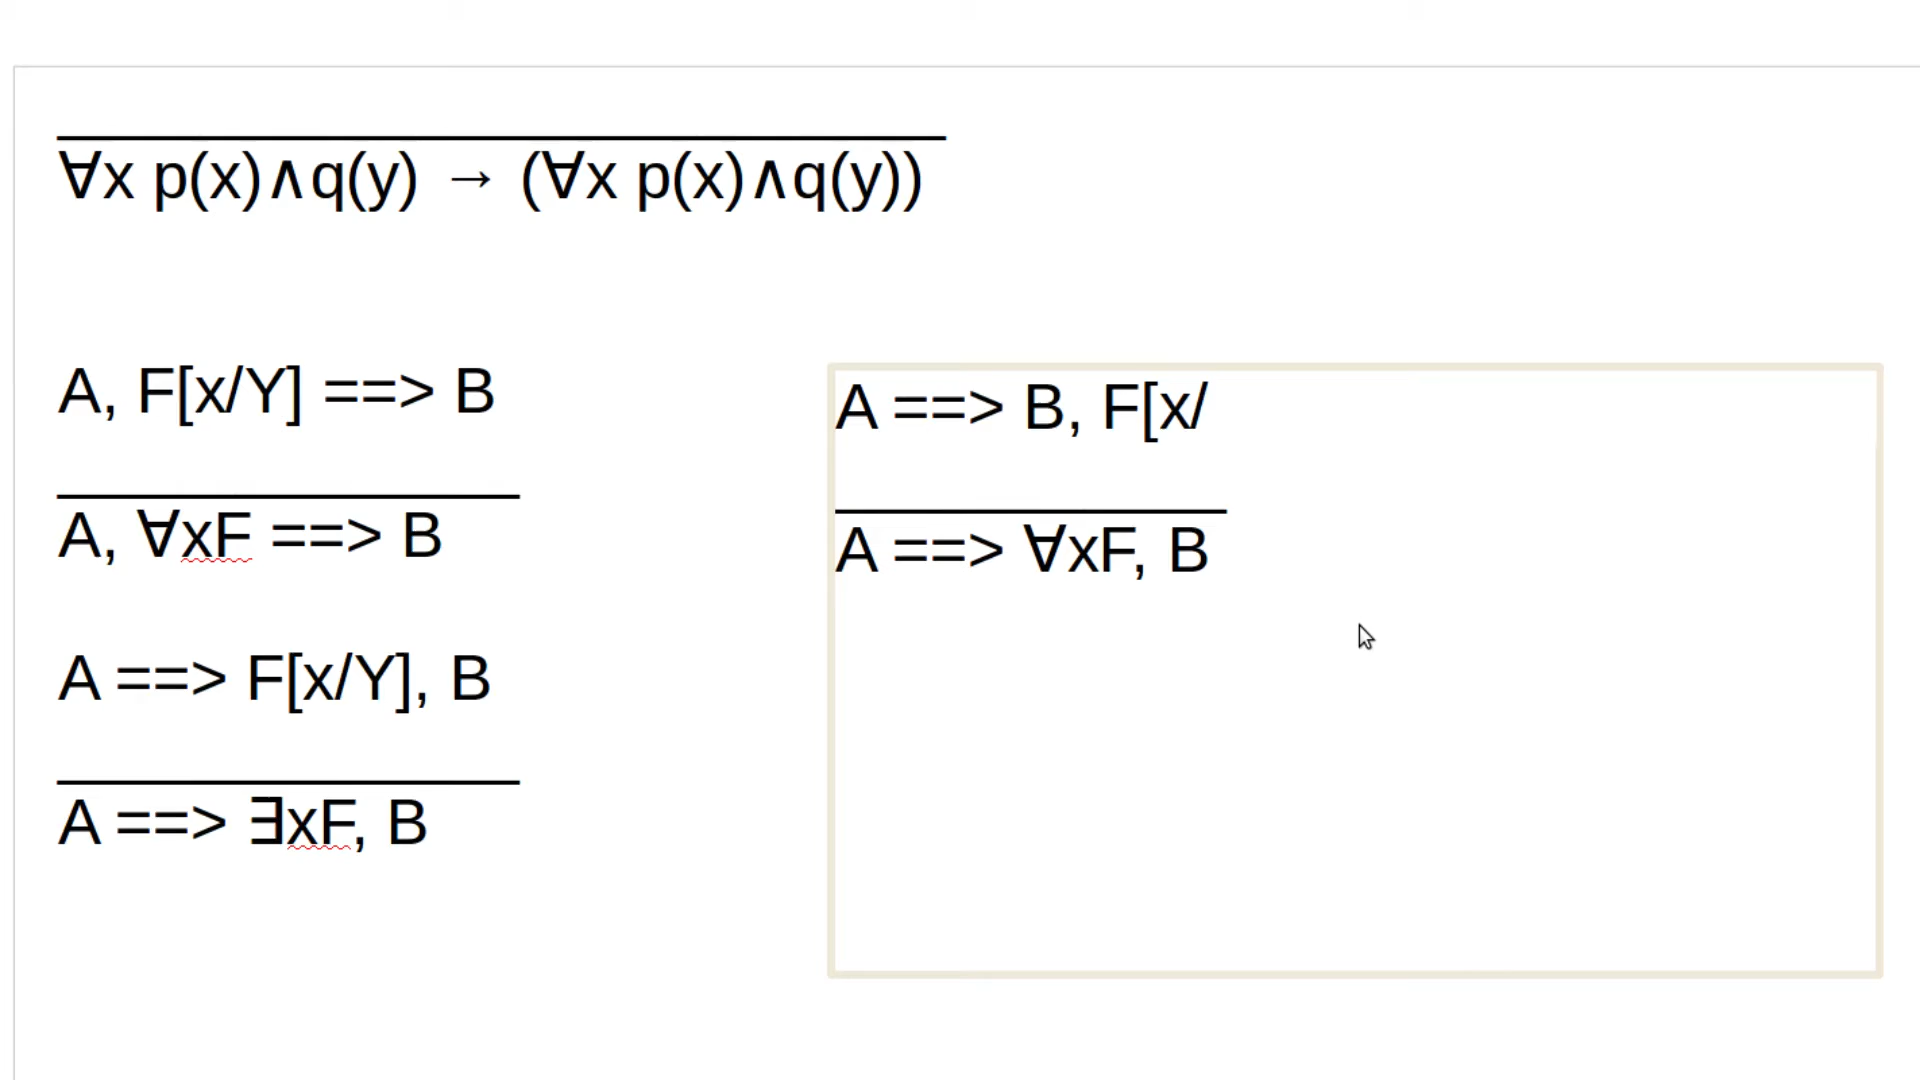 ∀x p(x)∧q(y) → (∀x p(x)∧q(y))
A, F[x/Y] ==> B
A, ∀xF ==> B
A ==> F[x/Y], B
A ==> ∃xF, B
A ==> B, F[x/
A ==> ∀xF, B